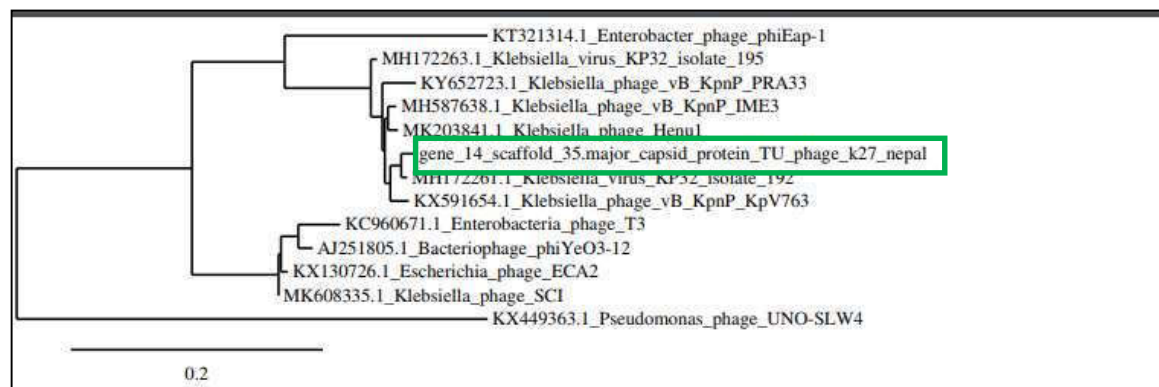 KT321314.1_Enterobacter_phage_phiEap-1
MH172263.1_Klebsiella_virus_KP32_isolate_195
KY652723.1_Klebsiella_phage_vB_KpnP_PRA33
MH587638.1_Klebsiella_phage_vB_KpnP_IME3
MK203841.1_Klebsiella_phage_Henu1
gene_14_scaffold_35.major_capsid_protein_TU_phage_k27_nepal
MH172261.1_Klebsiella_virus_KP32_isolate_192
KX591654.1_Klebsiella_phage_vB_KpnP_KpV763
KC960671.1_Enterobacteria_phage_T3
AJ251805.1_Bacteriophage_phiYeO3-12
KX130726.1_Escherichia_phage_ECA2
MK608335.1_Klebsiella_phage_SCI
KX449363.1_Pseudomonas_phage_UNO-SLW4
0.2